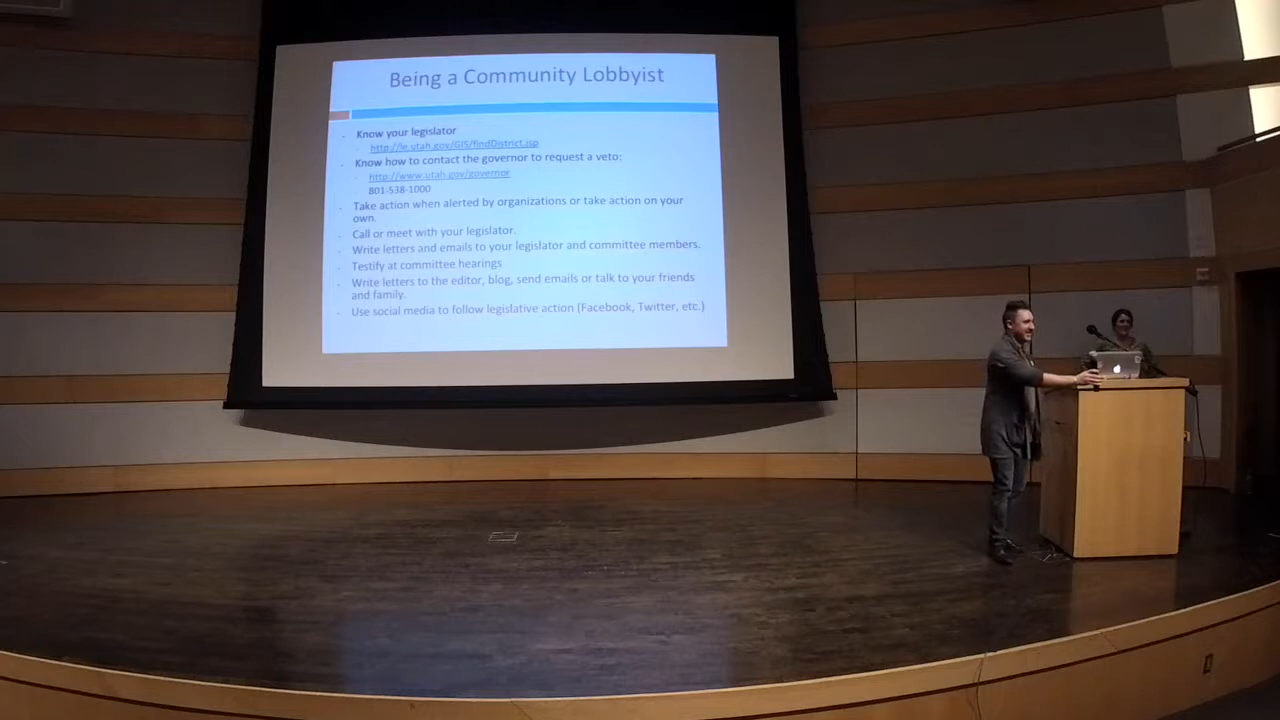 Being a Community Lobbyist
Know your legislator
http://le.utah.gov/GIS/findDistrict.jsp
Know how to contact the governor to request a veto:
http://www.utah.gov/governor
801-538-1000
Take action when alerted by organizations or take action on your
own.
Call or meet with your legislator.
Write letters and emails to your legislator and committee members.
Testify at committee hearings
Write letters to the editor, blog, send emails or talk to your friends
and family.
Use social media to follow legislative action (Facebook, Twitter, etc.)